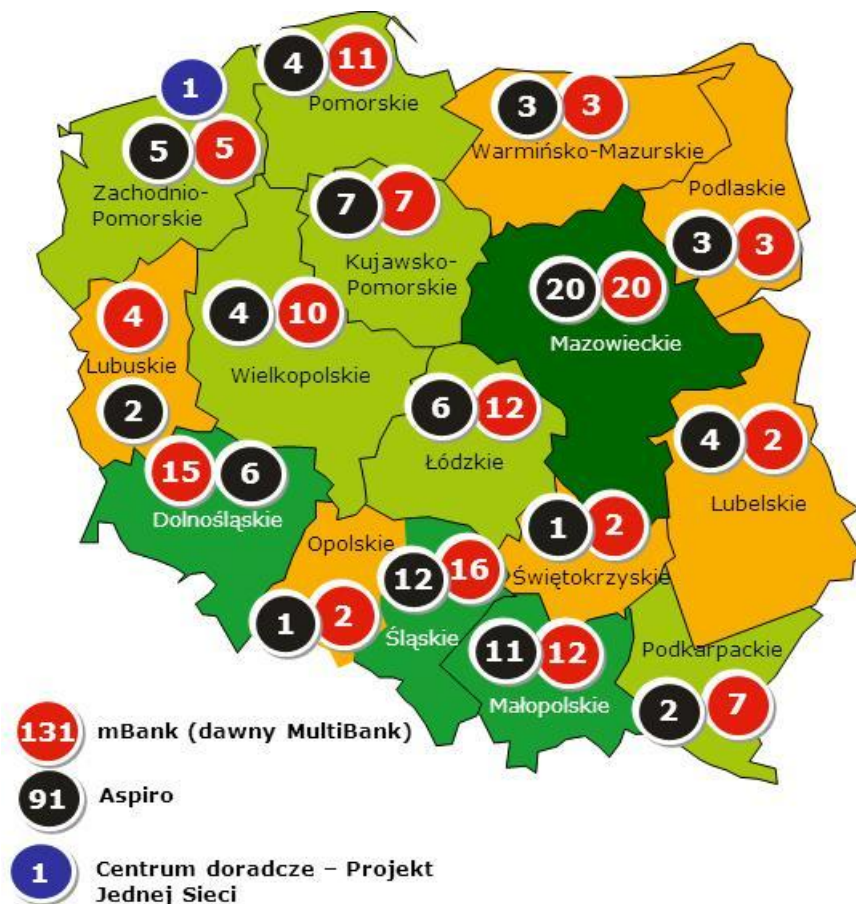 4 11
Pomorskie
1
5 5
Zachodnio-
Pomorskie
3 3
Warmińsko-Mazurskie
Podlaskie
3 3
7 7
Kujawsko-
Pomorskie
4
Lubuskie
2
4 10
Wielkopolskie
20 20
Mazowieckie
6 12
Łódzkie
4 2
Lubelskie
15 6
Dolnośląskie
Opolskie
1 2
12 16
Śląskie
1 2
Świętokrzyskie
11 12
Małopolskie
Podkarpackie
2 7
131 mBank (dawny MultiBank)
91 Aspiro
1 Centrum doradcze – Projekt
Jednej Sieci